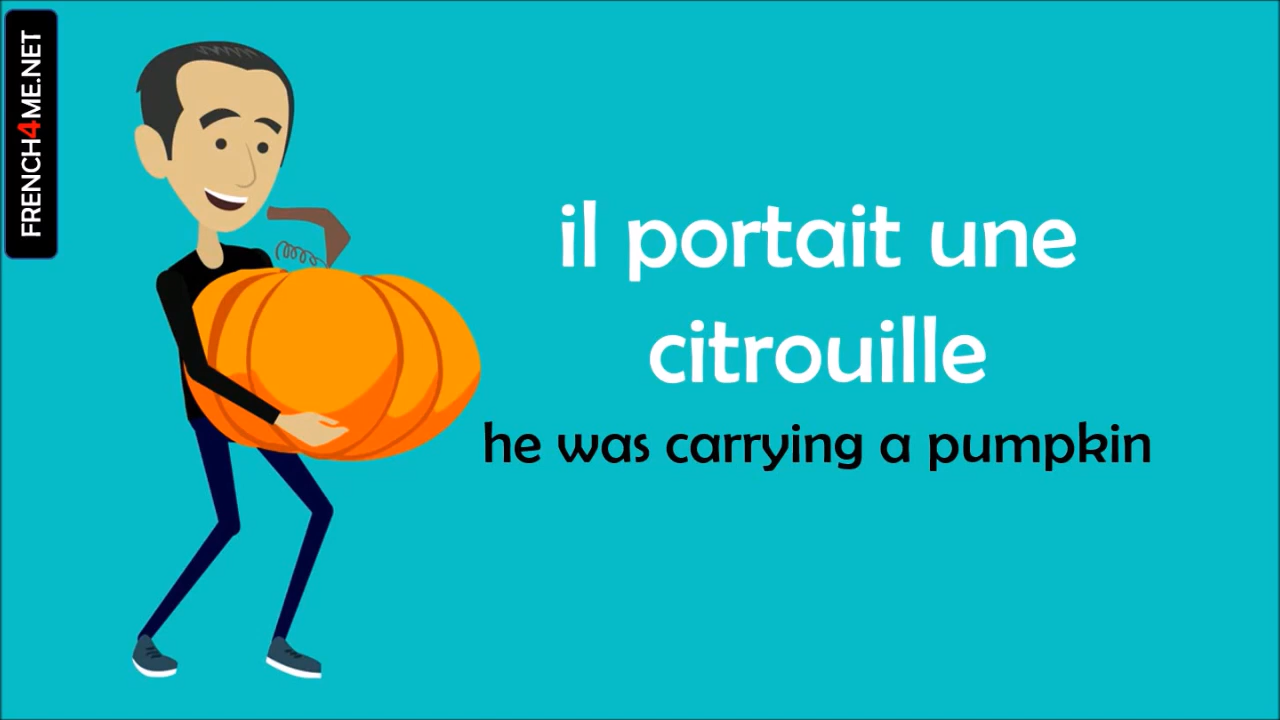 FRENCH4ME.NET
il portait une
citrouille
he was carrying a pumpkin